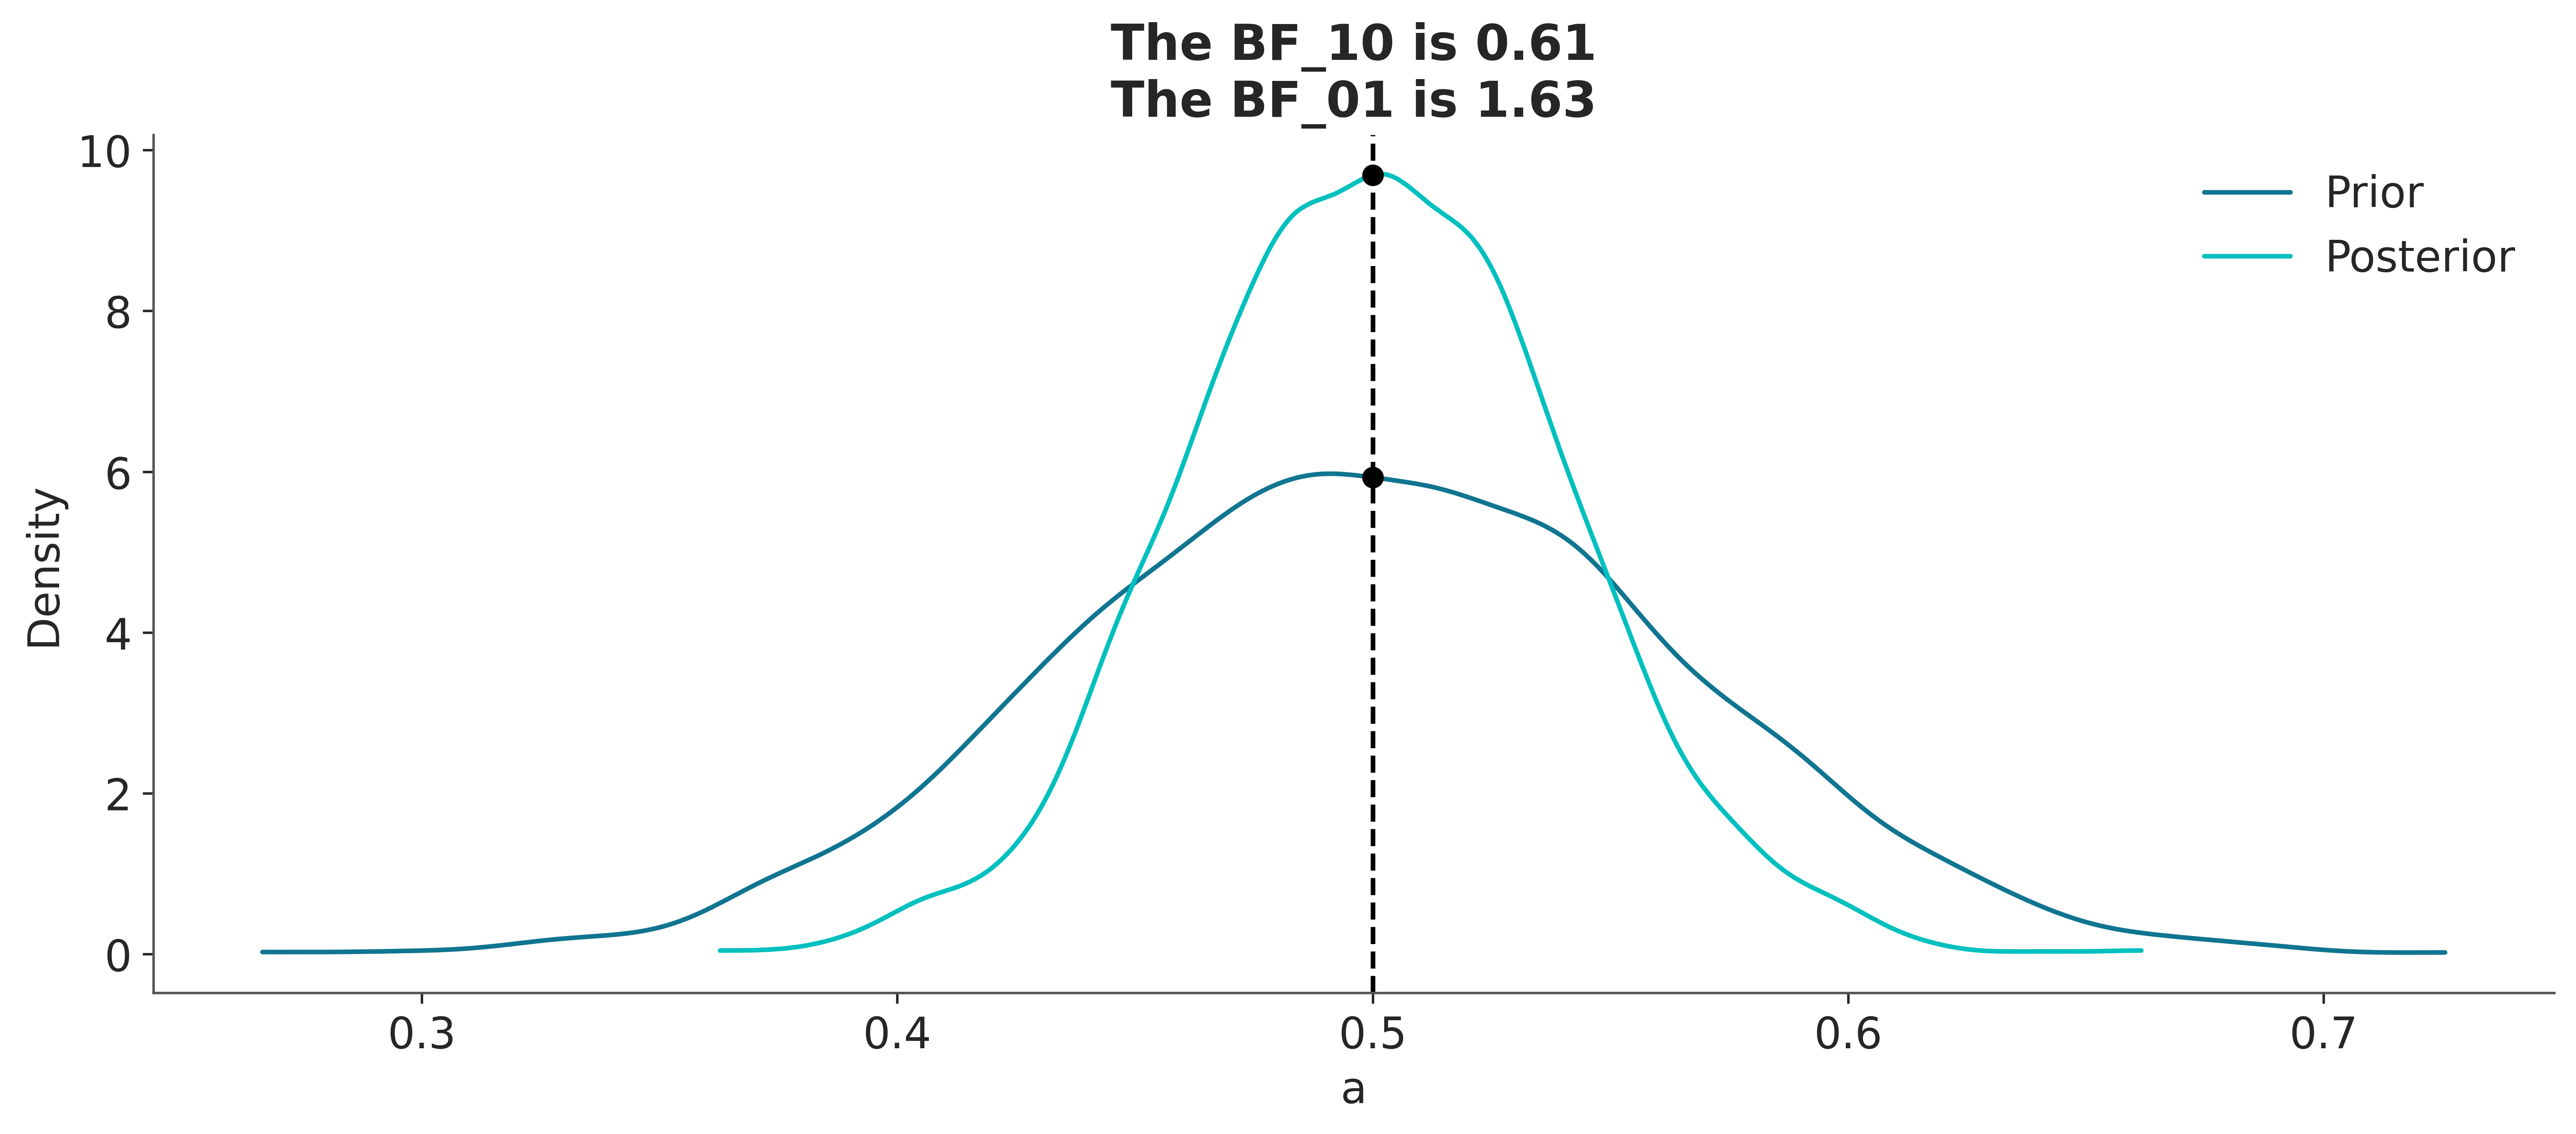 The BF_10 is 0.61
The BF_01 is 1.63
10
8
6
4
2
0
Density
Prior
Posterior
0.3 0.4 0.5 0.6 0.7
a